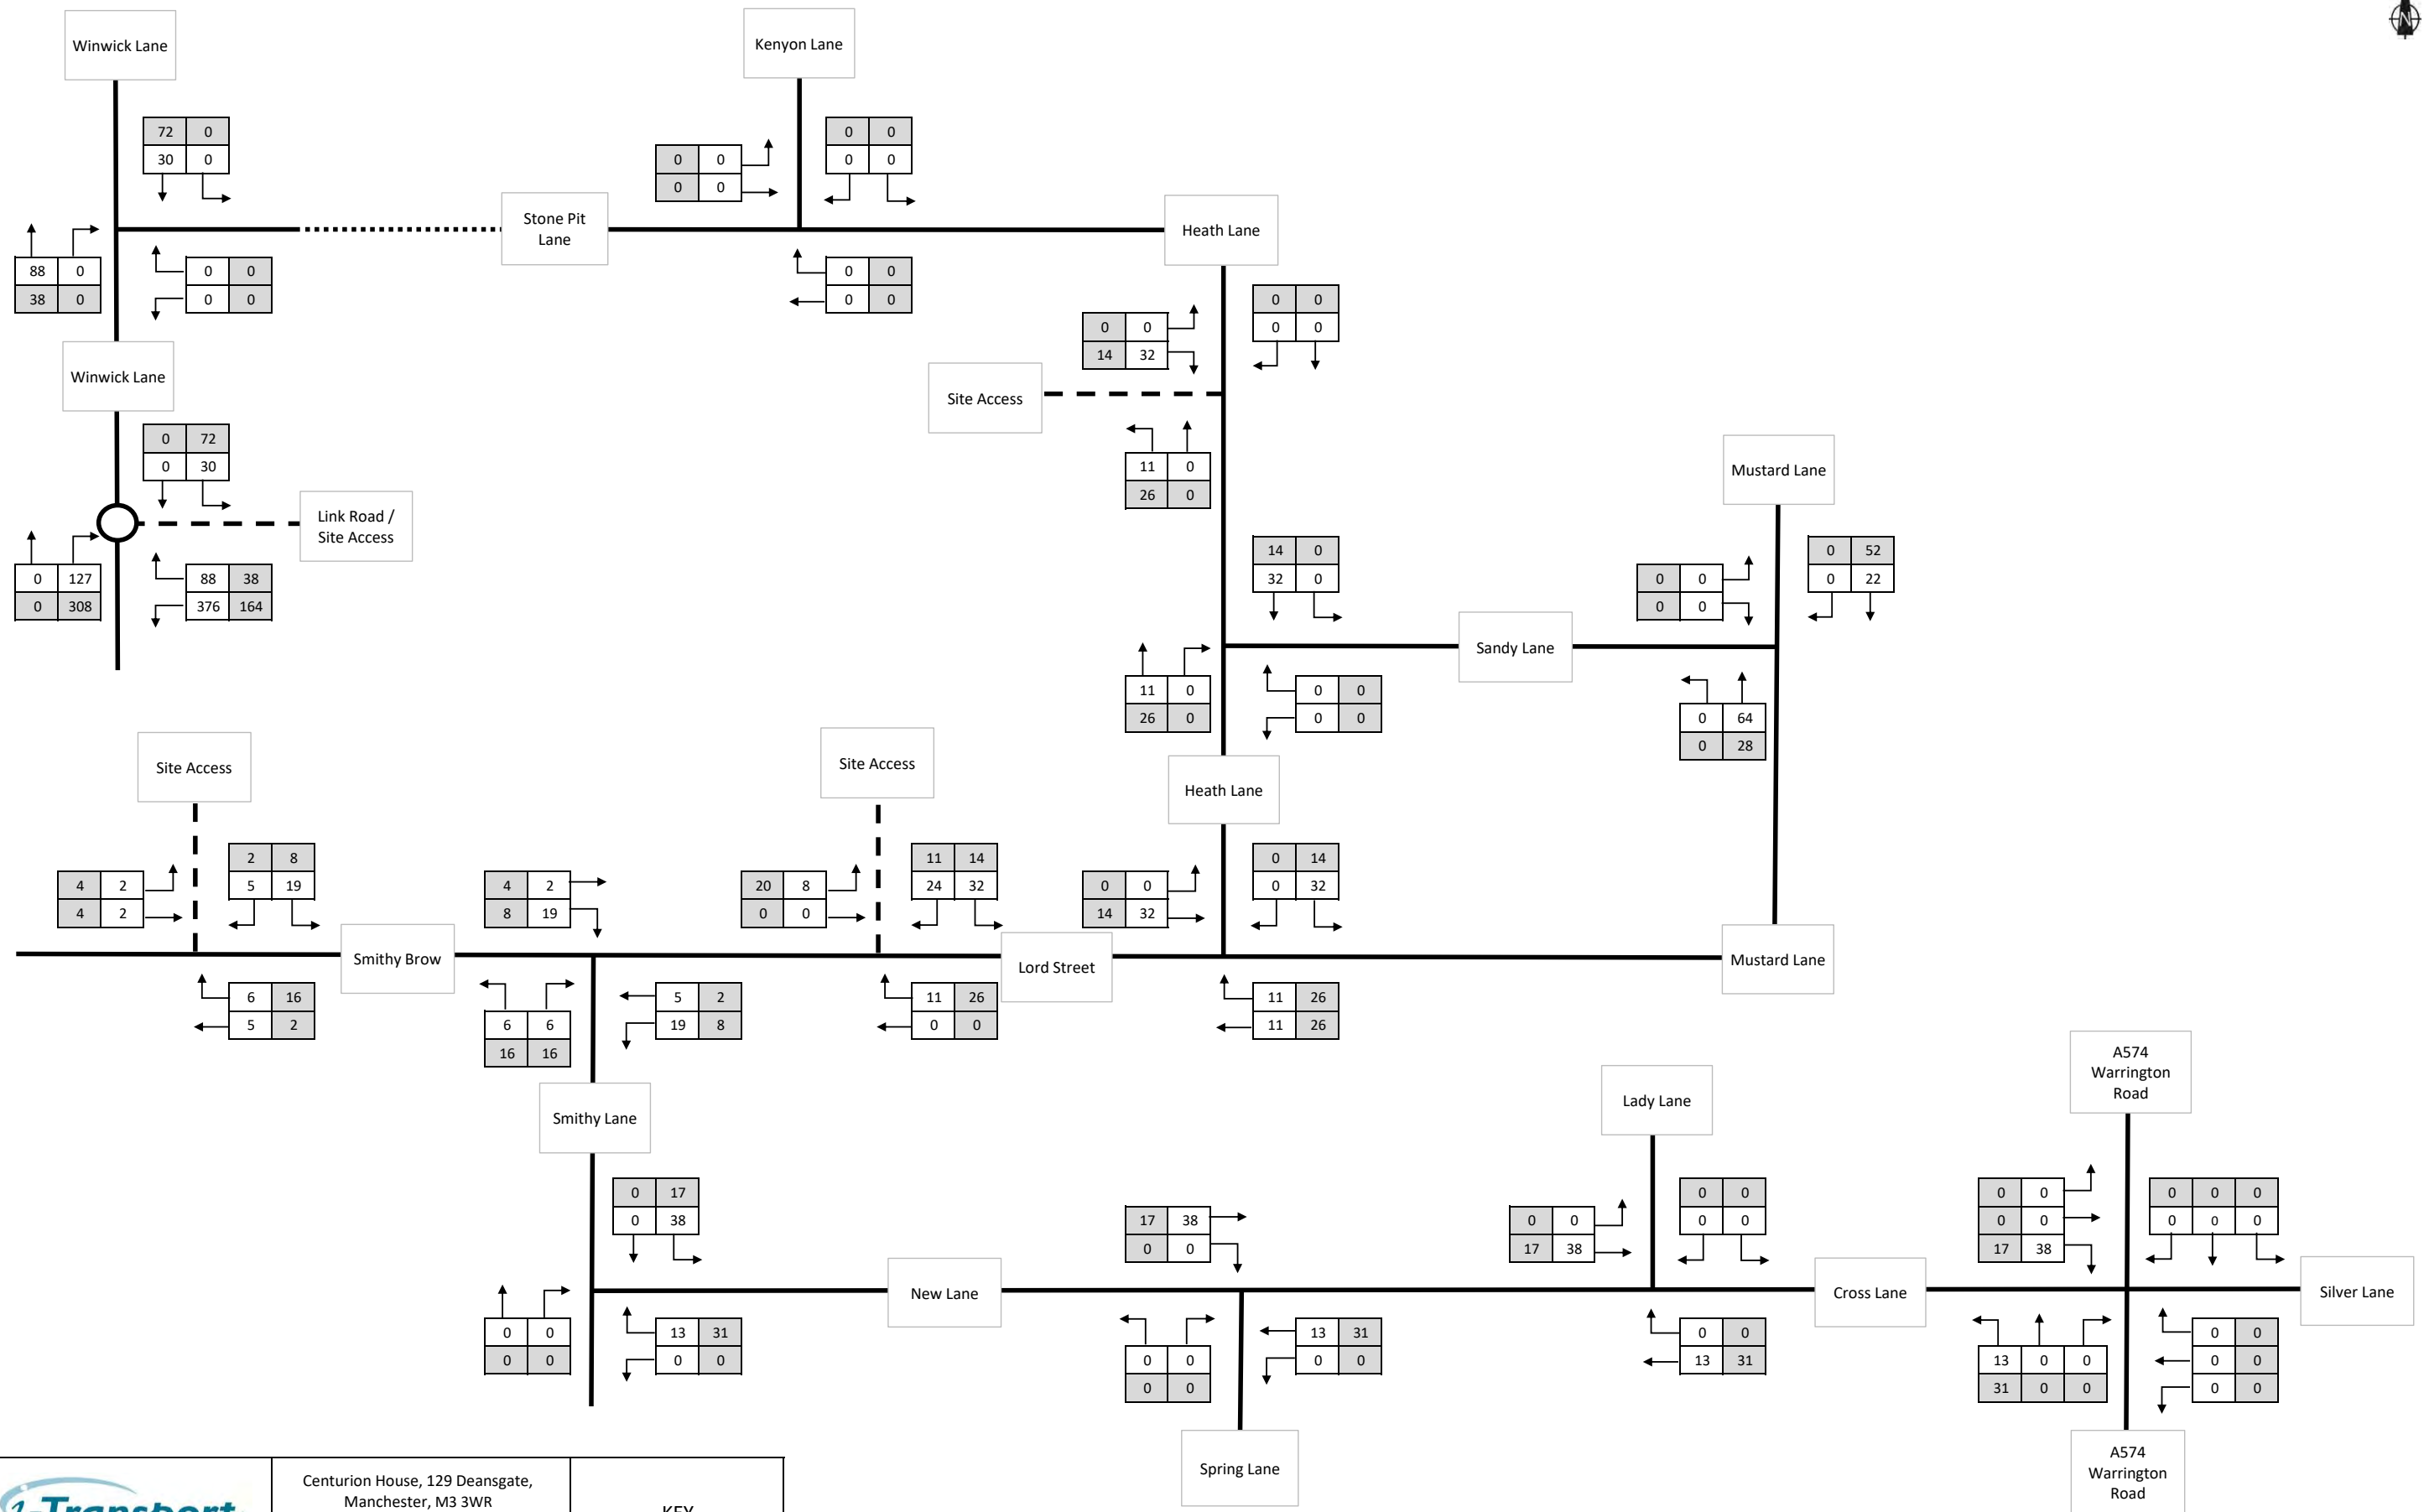 N
Winwick Lane
Kenyon Lane
72 0
30 0
0 0
0 0
0 0
0 0
Stone Pit
Lane
Heath Lane
88 0
38 0
0 0
0 0
0 0
0 0
0 0
0 0
0 0
14 32
Winwick Lane
Site Access
0 72
0 30
11 0
26 0
Mustard Lane
Link Road /
Site Access
0 127
0 308
88 38
376 164
14 0
32 0
0 0
0 0
0 52
0 22
Sandy Lane
11 0
26 0
0 0
0 0
0 64
0 28
Site Access
Site Access
Heath Lane
4 2
4 2
2 8
5 19
4 2
8 19
20 8
0 0
11 14
24 32
0 0
14 32
0 14
0 32
Smithy Brow
Lord Street
Mustard Lane
6 16
5 2
6 6
16 16
5 2
19 8
11 26
0 0
11 26
11 26
Smithy Lane
Lady Lane
A574
Warrington
Road
0 17
0 38
17 38
0 0
0 0
17 38
0 0
0 0
0 0
0 0
17 38
0 0 0
0 0 0
New Lane
Cross Lane
Silver Lane
0 0
0 0
13 31
0 0
0 0
0 0
13 31
0 0
0 0
13 31
13 0 0
31 0 0
0 0
0 0
0 0
Spring Lane
A574
Warrington
Road
i-Transport
Centurion House, 129 Deansgate,
Manchester, M3 3WR
KEY